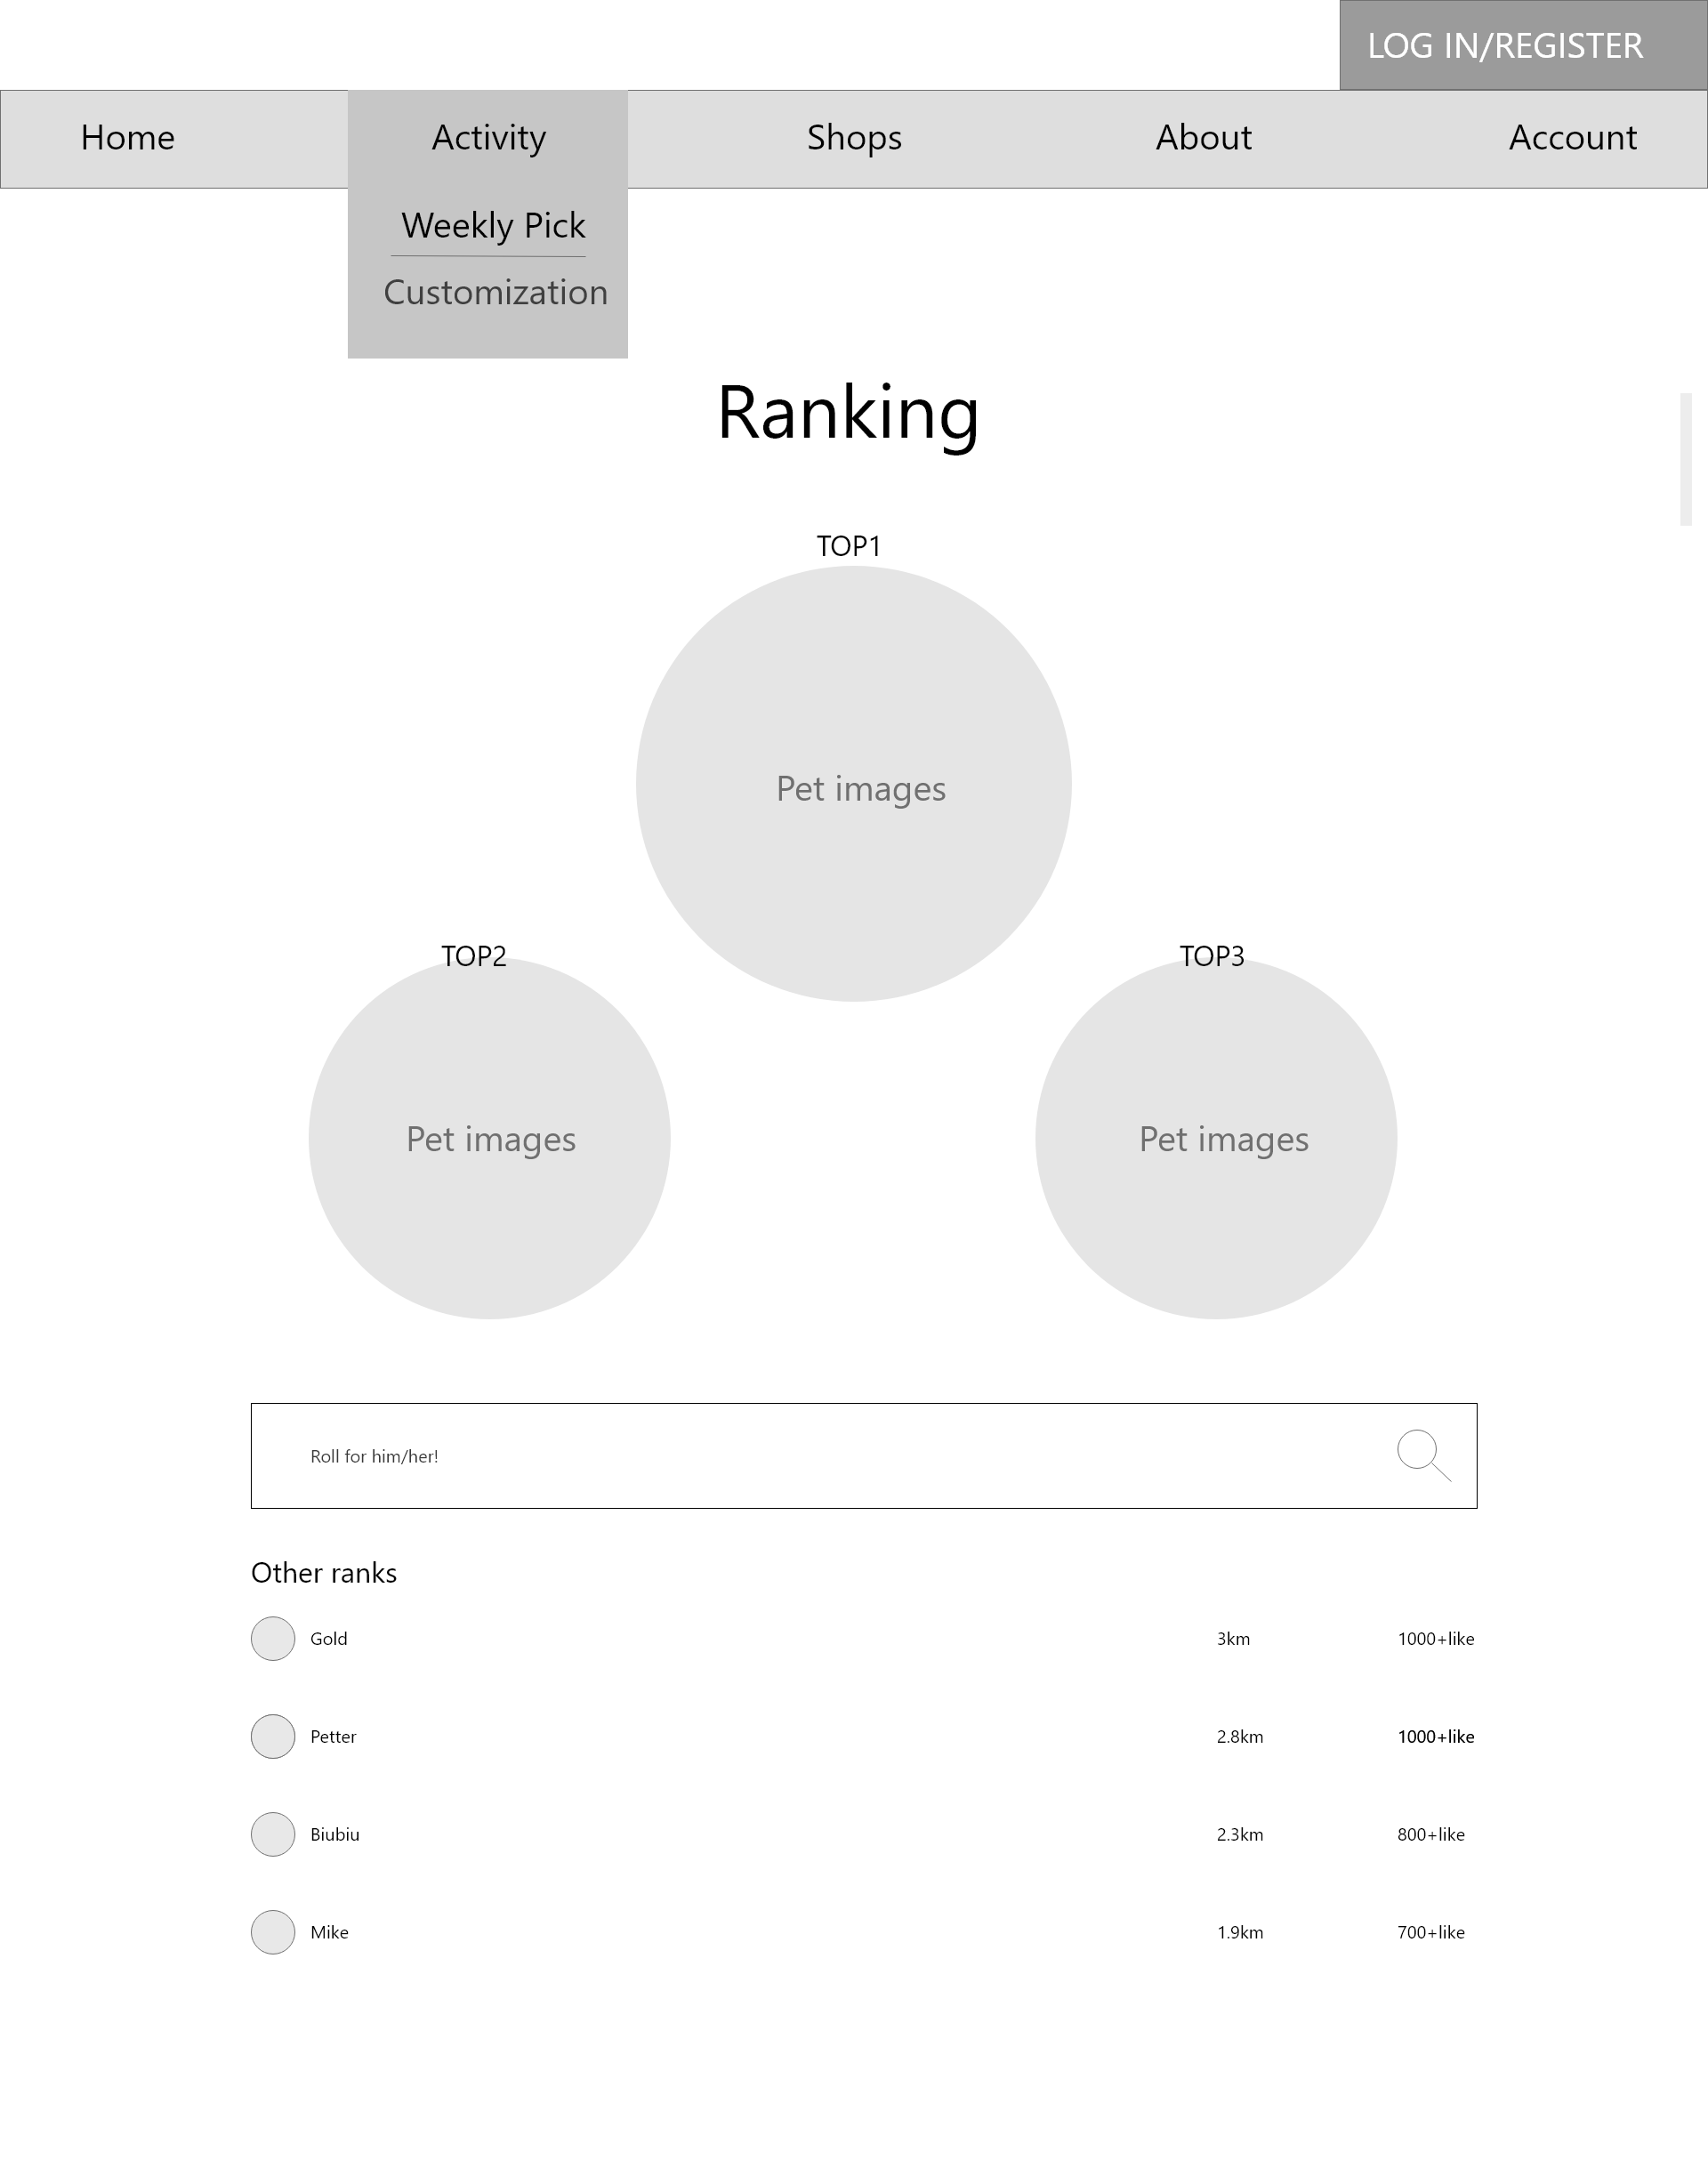 LOG IN/REGISTER
Home Activity Shops About Account
Weekly Pick
Customization
Ranking
TOP1
Pet images
TOP2 TOP3
Pet images Pet images
Roll for him/her!
Other ranks
Gold 3km 1000+like
Petter 2.8km 1000+like
Biubiu 2.3km 800+like
Mike 1.9km 700+like